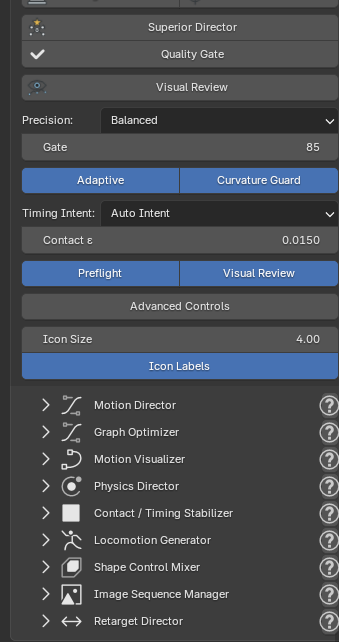 Superior Director
Quality Gate
Visual Review
Precision: Balanced
Gate 85
Adaptive Curvature Guard
Timing Intent: Auto Intent
Contact ε 0.0150
Preflight Visual Review
Advanced Controls
Icon Size 4.00
Icon Labels
Motion Director ?
Graph Optimizer ?
Motion Visualizer ?
Physics Director ?
Contact / Timing Stabilizer ?
Locomotion Generator ?
Shape Control Mixer ?
Image Sequence Manager ?
Retarget Director ?